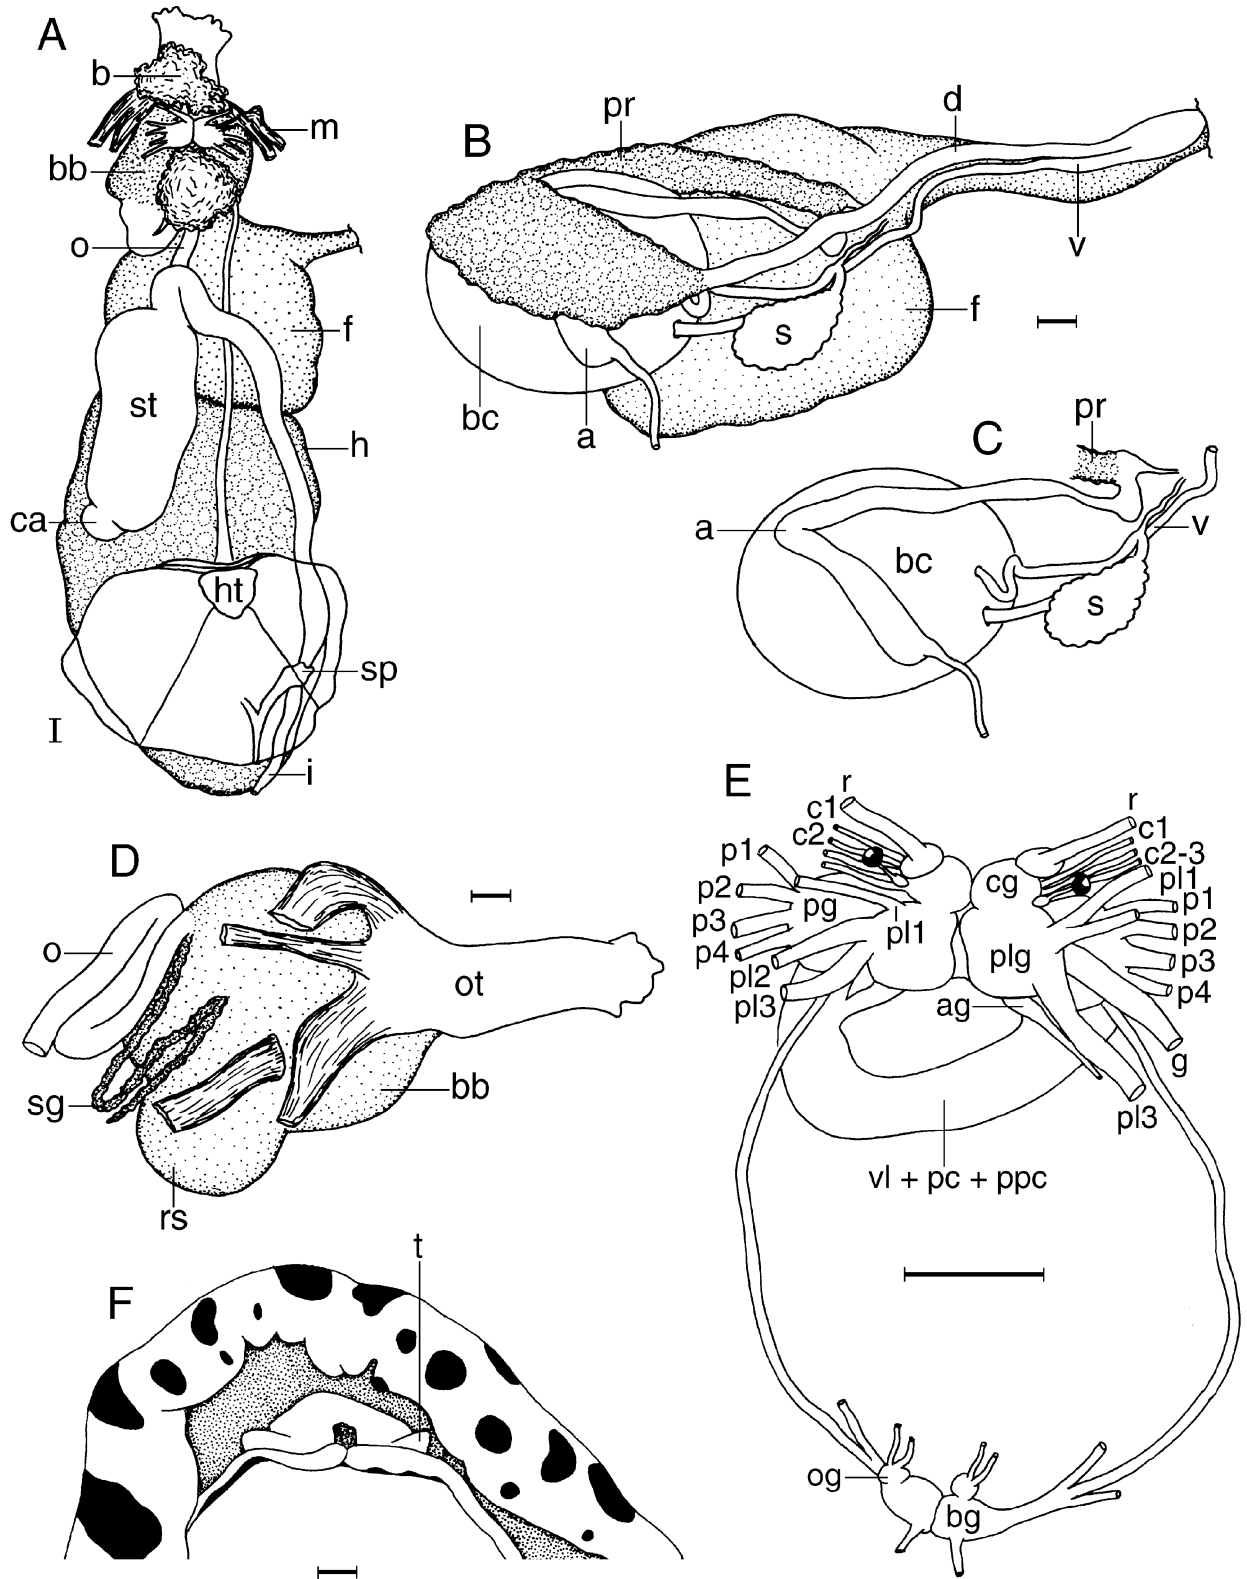 A
b
m
bb
o
f
st
h
ca
ht
sp
I
i
B
pr
d
v
f
s
bc
a
C
pr
a
bc
v
s
D
o
ot
sg
bb
rs
E
r
r
c1
c1
c2
c2-3
p1
pl1
p2
pg
cg
p1
p3
pl1
plg
p2
p4
p3
pl2
p4
pl3
ag
g
pl3
vl + pc + ppc
og
bg
F
t